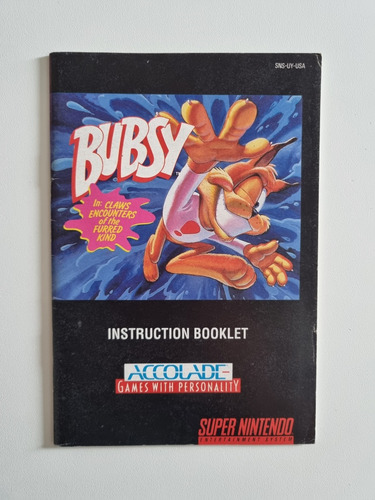 SNS-UY-USA
BUBSY
TM
In: CLAWS
ENCOUNTERS
of the
FURRED
KIND
INSTRUCTION BOOKLET
ACCOLADE
GAMES WITH PERSONALITY
SUPER NINTENDO
ENTERTAINMENT SYSTEM